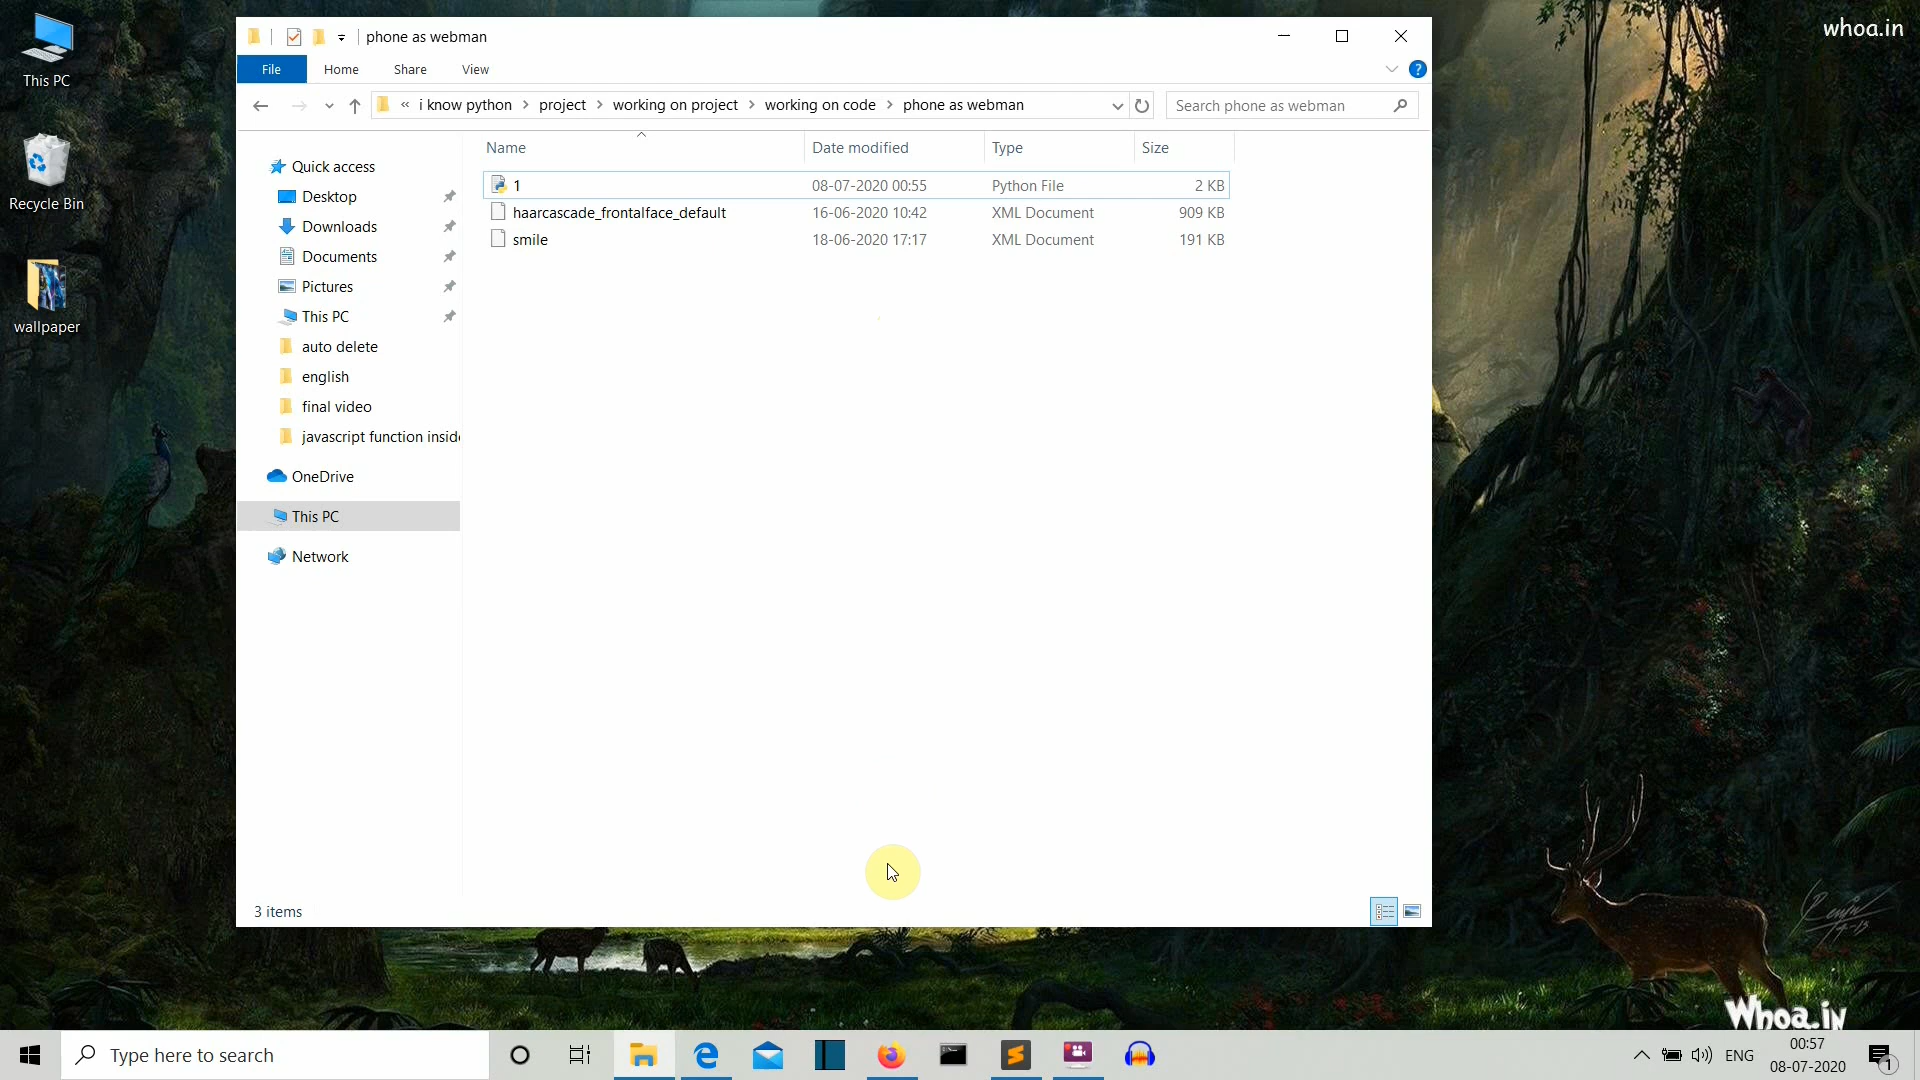 whoa.in
This PC
Recycle Bin
wallpaper
phone as webman
File Home Share View
« i know python > project > working on project > working on code > phone as webman
Search phone as webman
Name Date modified Type Size
1 08-07-2020 00:55 Python File 2 KB
haarcascade_frontalface_default 16-06-2020 10:42 XML Document 909 KB
smile 18-06-2020 17:17 XML Document 191 KB
Quick access
Desktop
Downloads
Documents
Pictures
This PC
auto delete
english
final video
javascript function insid
OneDrive
This PC
Network
3 items
Whoa.in
Type here to search
ENG
00:57
08-07-2020
1